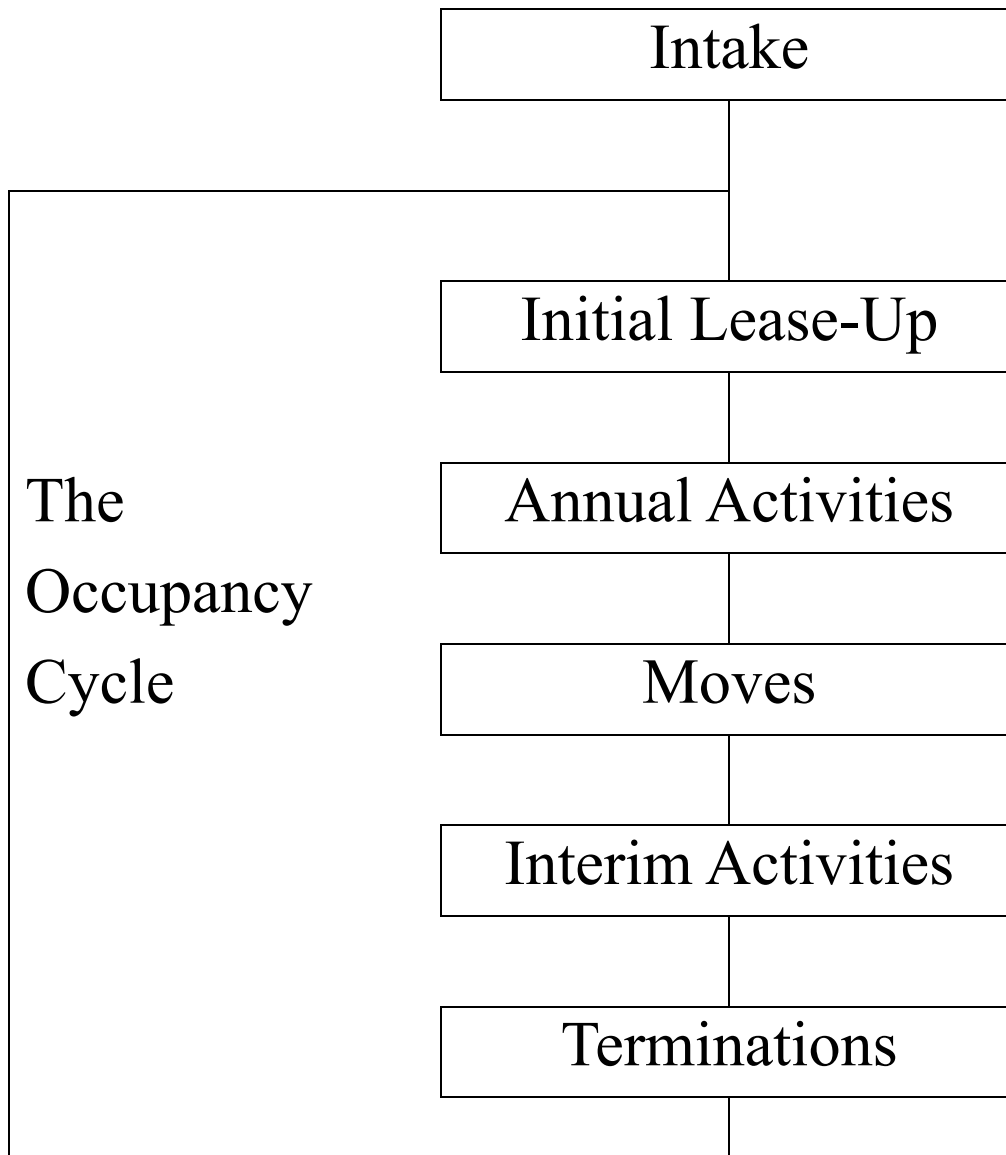 Intake
Initial Lease-Up
Annual Activities
The
Occupancy
Cycle
Moves
Interim Activities
Terminations